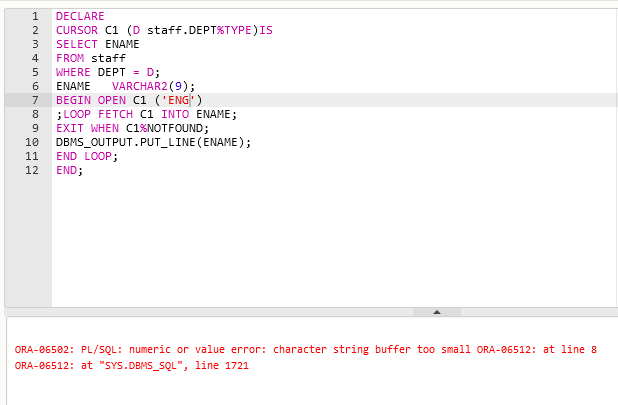 1 DECLARE
2 CURSOR C1 (D staff.DEPT%TYPE)IS
3 SELECT ENAME
4 FROM staff
5 WHERE DEPT = D;
6 ENAME   VARCHAR2(9);
7 BEGIN OPEN C1 ('ENG')
8 ;LOOP FETCH C1 INTO ENAME;
9 EXIT WHEN C1%NOTFOUND;
10 DBMS_OUTPUT.PUT_LINE(ENAME);
11 END LOOP;
12 END;
ORA-06502: PL/SQL: numeric or value error: character string buffer too small ORA-06512: at line 8
ORA-06512: at "SYS.DBMS_SQL", line 1721